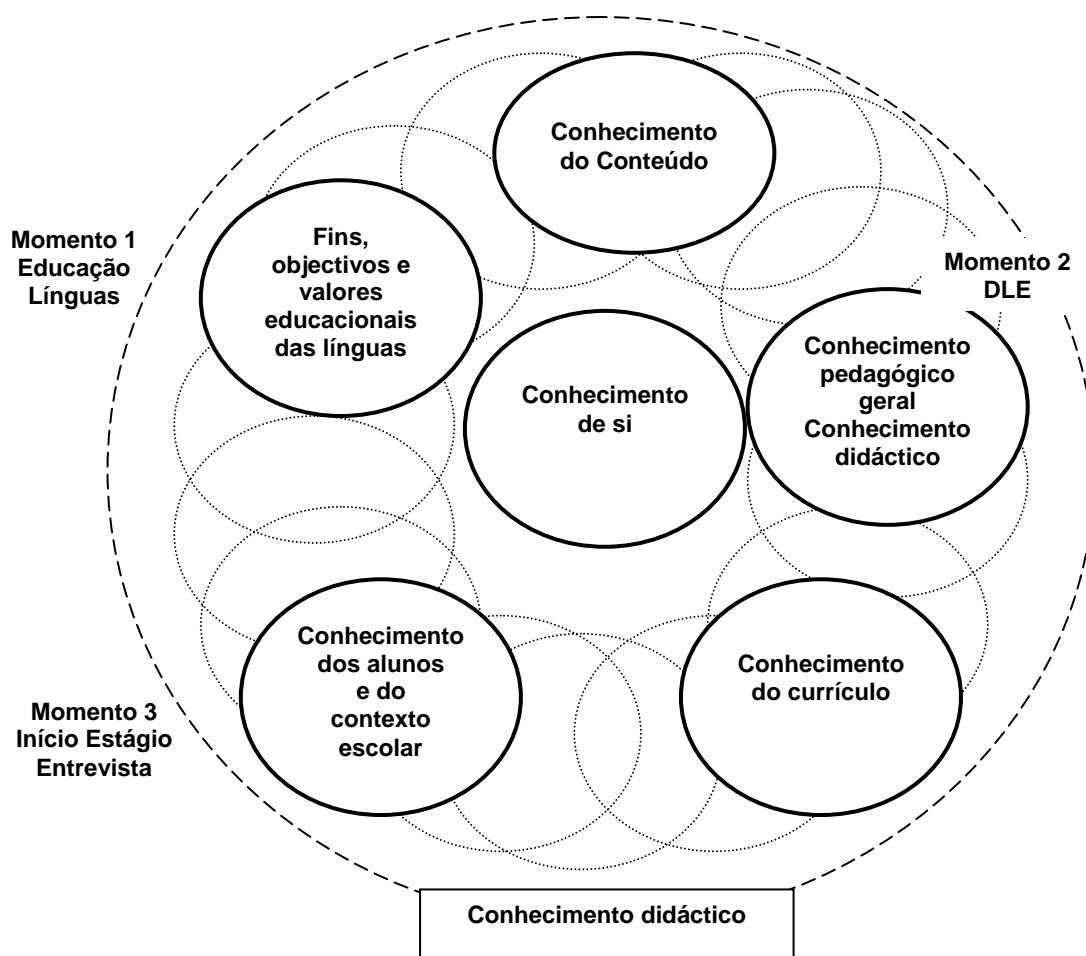 Conhecimento
do Conteúdo
Momento 1
Educação
Línguas
Fins,
objectivos e
valores
educacionais
das línguas
Momento 2
DLE
Conhecimento
de si
Conhecimento
pedagógico
geral
Conhecimento
didáctico
Conhecimento
dos alunos
e do
contexto
escolar
Conhecimento
do currículo
Momento 3
Início Estágio
Entrevista
Conhecimento didáctico